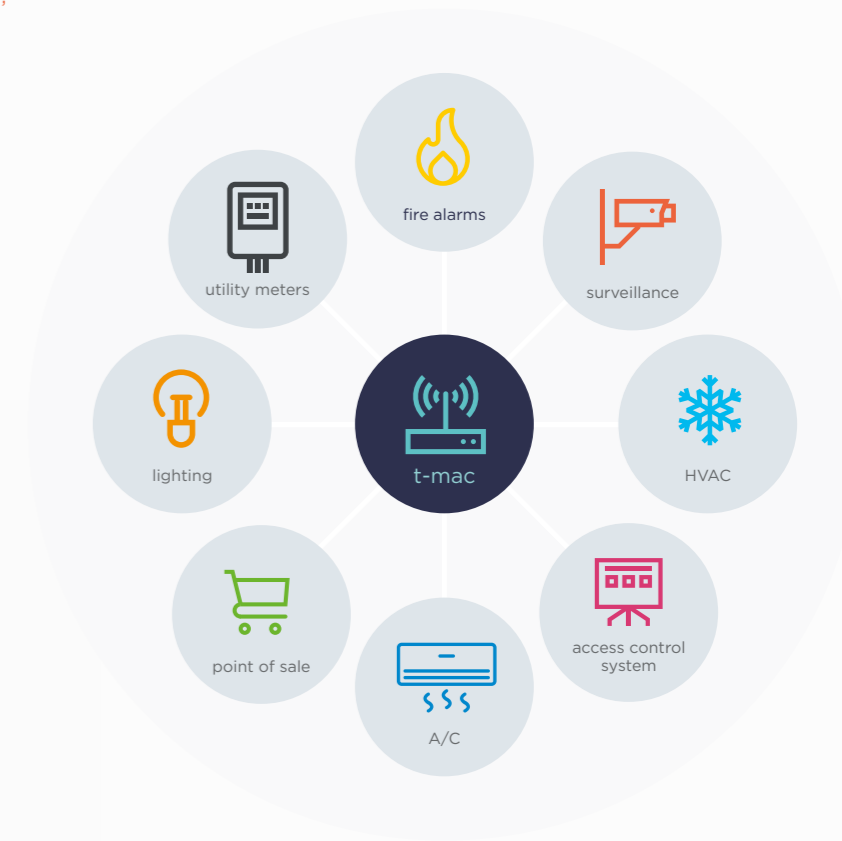 fire alarms
utility meters
surveillance
lighting
t-mac
HVAC
point of sale
access control
system
A/C